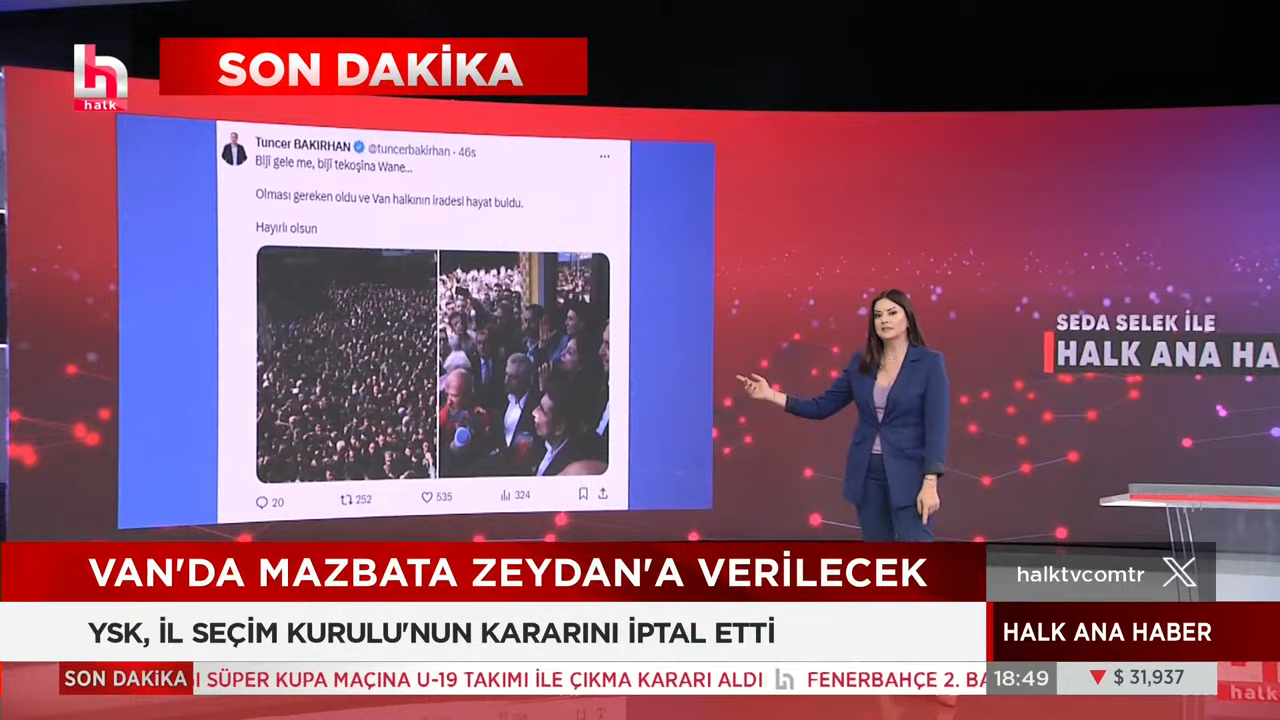 SON DAKİKA
h
halk
Tuncer BAKIRHAN @tuncerbakirhan · 46s
Bijî gele me, bijî tekoşîna Wane...
Olması gereken oldu ve Van halkının iradesi hayat buldu.
Hayırlı olsun
20 252 535 324
SEDA SELEK İLE
HALK ANA HA
VAN'DA MAZBATA ZEYDAN'A VERİLECEK
halktvcomtr X
YSK, İL SEÇİM KURULU'NUN KARARINI İPTAL ETTİ
HALK ANA HABER
SON DAKİKA I SÜPER KUPA MAÇINA U-19 TAKIMI İLE ÇIKMA KARARI ALDI h FENERBAHÇE 2. BA 18:49 ▼ $ 31,937
halk